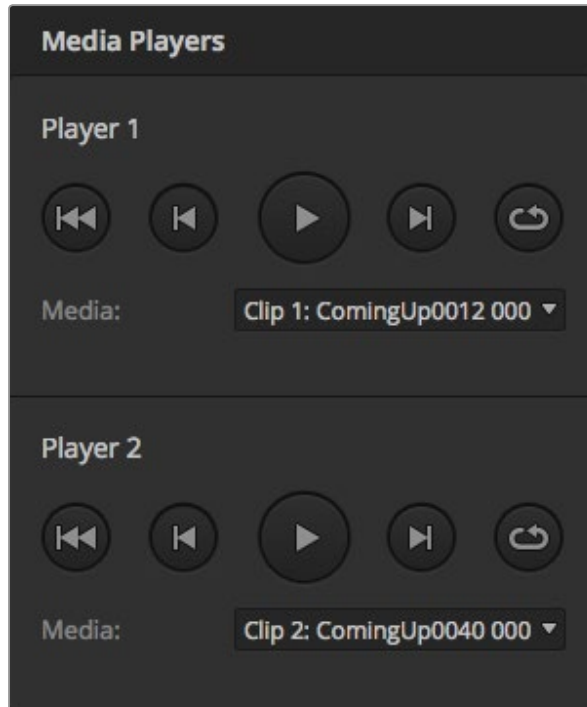 Media Players
Player 1
Media: Clip 1: ComingUp0012 000
Player 2
Media: Clip 2: ComingUp0040 000